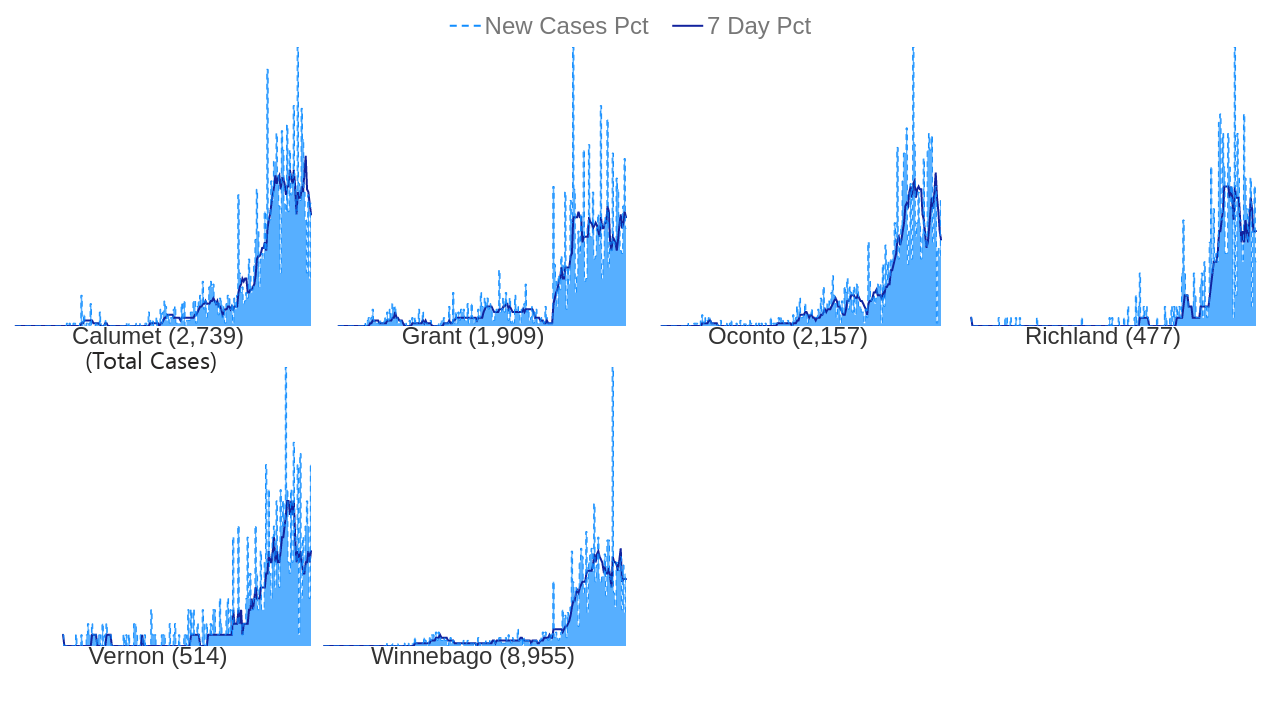 New Cases Pct 7 Day Pct
Calumet (2,739) Grant (1,909) Oconto (2,157) Richland (477)
(Total Cases)
Vernon (514) Winnebago (8,955)